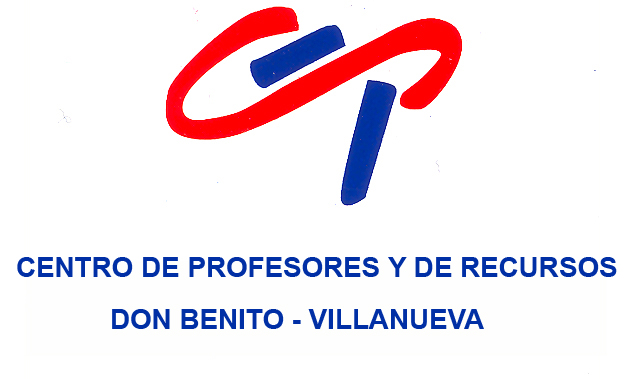 CENTRO DE PROFESORES Y DE RECURSOS
DON BENITO - VILLANUEVA